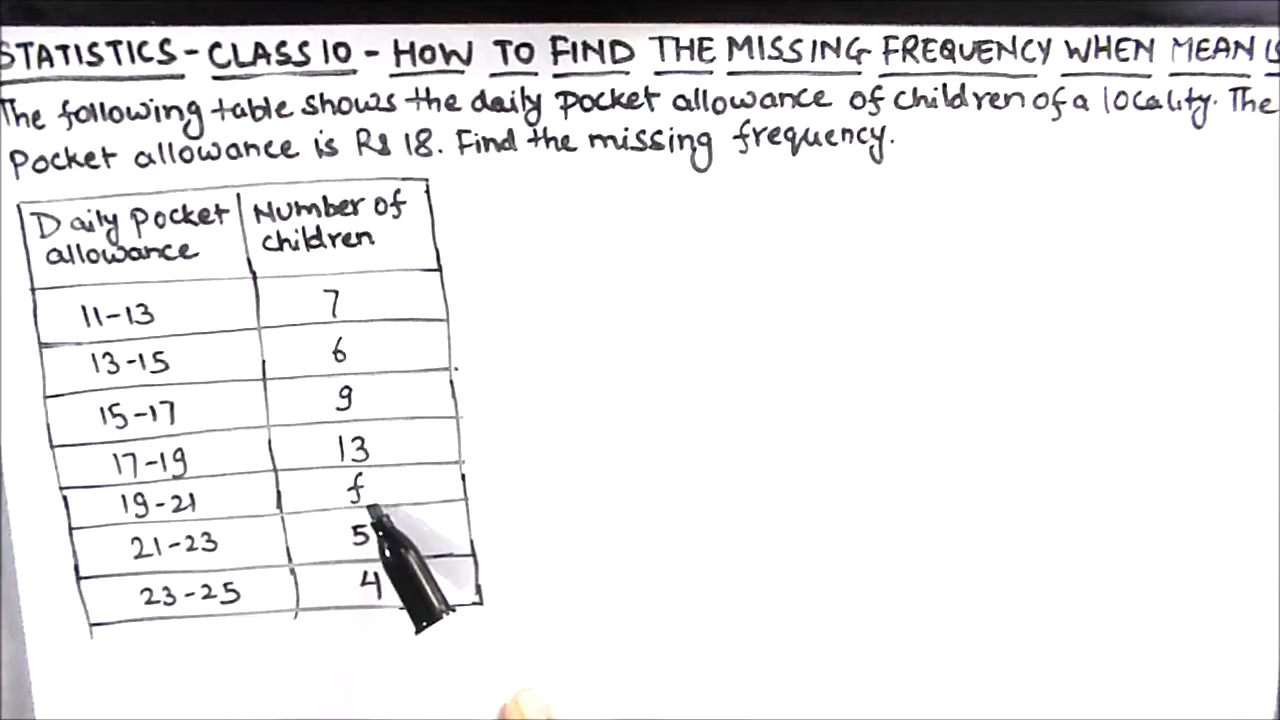 STATISTICS - CLASS 10 - HOW TO FIND THE MISSING FREQUENCY WHEN MEAN
The following table shows the daily pocket allowance of children of a locality. The
pocket allowance is Rs 18. Find the missing frequency.
Daily pocket allowance Number of children
11-13 7
13-15 6
15-17 9
17-19 13
19-21 f
21-23 5
23-25 4